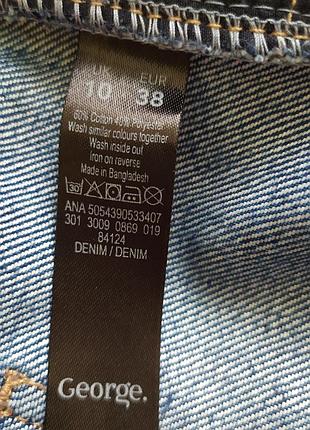 UK EUR
10 38
60% Cotton 40% Polyester
Wash similar colours together
Wash inside out
Iron on reverse
Made in Bangladesh
30
ANA 5054390533407
301 3009 0869 019
84124
DENIM / DENIM
George.